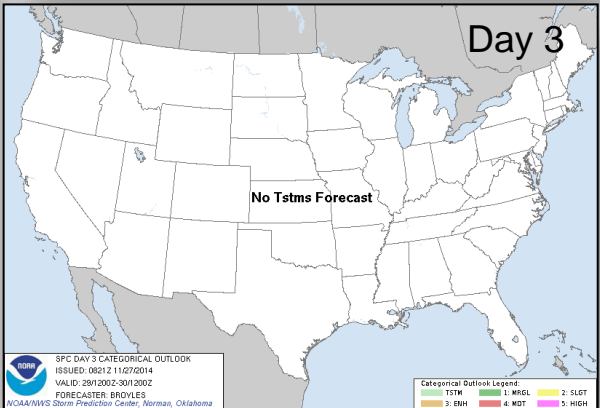 Day 3
No Tstms Forecast
NOAA
SPC DAY 3 CATEGORICAL OUTLOOK
ISSUED: 0821Z 11/27/2014
VALID: 29/1200Z-30/1200Z
FORECASTER: BROYLES
NOAA/NWS Storm Prediction Center, Norman, Oklahoma
Categorical Outlook Legend:
TSTM 1: MRGL 2: SLGT
3: ENH 4: MDT 5: HIGH